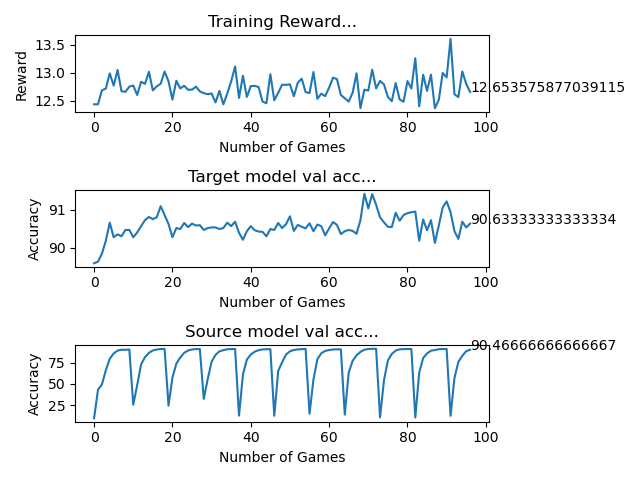 Training Reward...
Reward
13.5
13.0
12.5
12.653575877039115
0 20 40 60 80 100
Number of Games
Target model val acc...
Accuracy
91
90
90.63333333333334
0 20 40 60 80 100
Number of Games
Source model val acc...
Accuracy
75
50
25
90.46666666666667
0 20 40 60 80 100
Number of Games